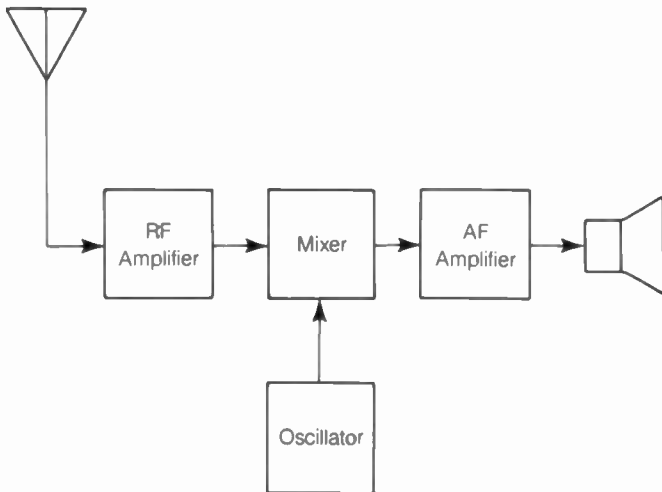 RF
Amplifier
Mixer
AF
Amplifier
Oscillator